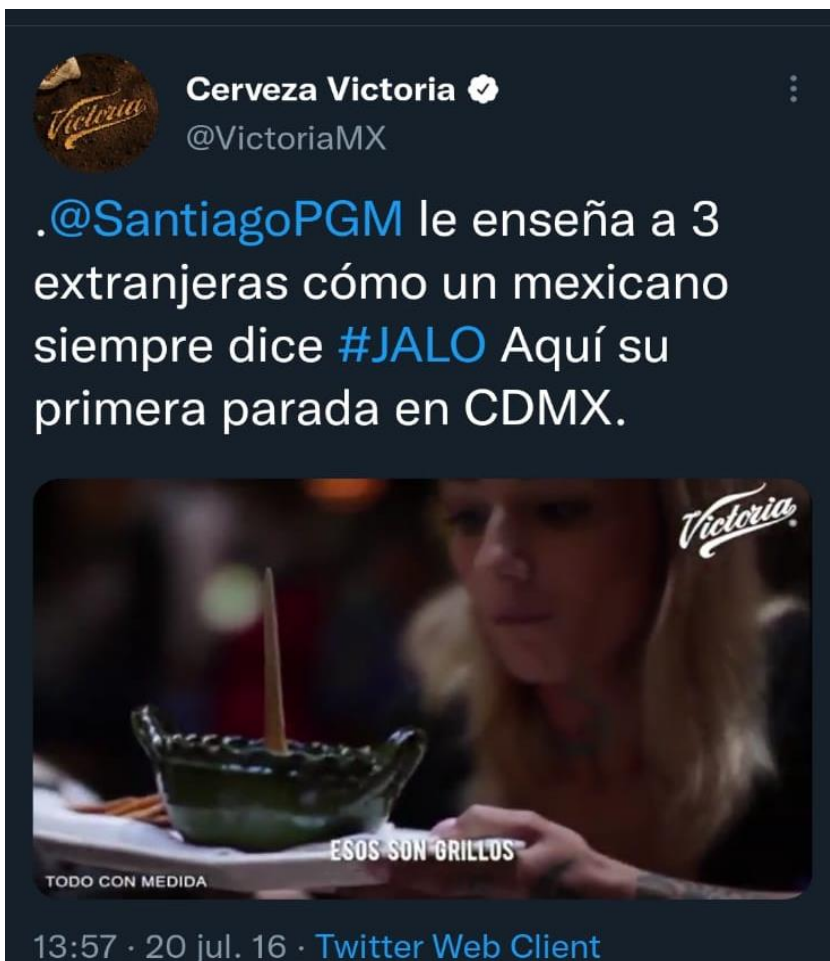 Victoria
Cerveza Victoria
@VictoriaMX
.@SantiagoPGM le enseña a 3
extranjeras cómo un mexicano
siempre dice #JALO Aquí su
primera parada en CDMX.
Victoria
ESOS SON GRILLOS
TODO CON MEDIDA
13:57 · 20 jul. 16 · Twitter Web Client